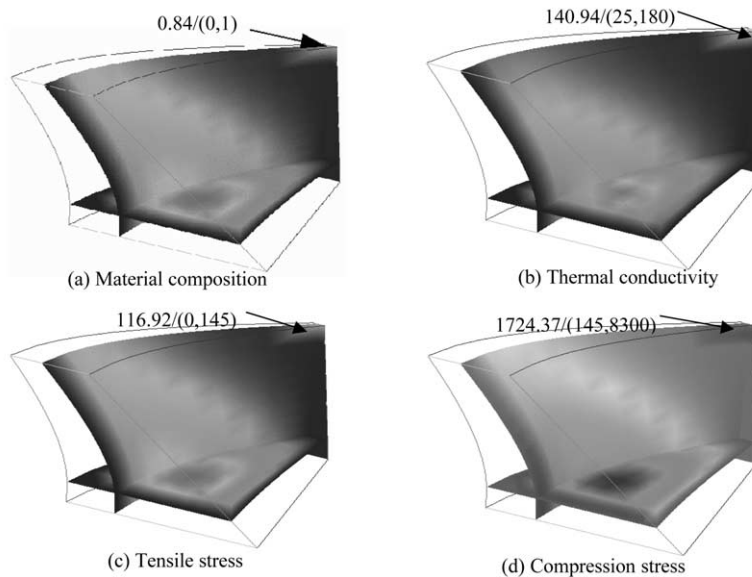 0.84/(0,1)
140.94/(25,180)
(a) Material composition
(b) Thermal conductivity
116.92/(0,145)
1724.37/(145,8300)
(c) Tensile stress
(d) Compression stress